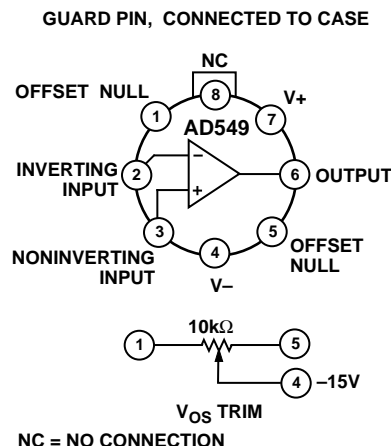 GUARD PIN, CONNECTED TO CASE
NC
OFFSET NULL
8
V+
1
7
AD549
INVERTING
INPUT
2
−
6
OUTPUT
+
3
5
NONINVERTING
INPUT
4
OFFSET
NULL
V−
10kΩ
1
5
4
−15V
VOS TRIM
NC = NO CONNECTION